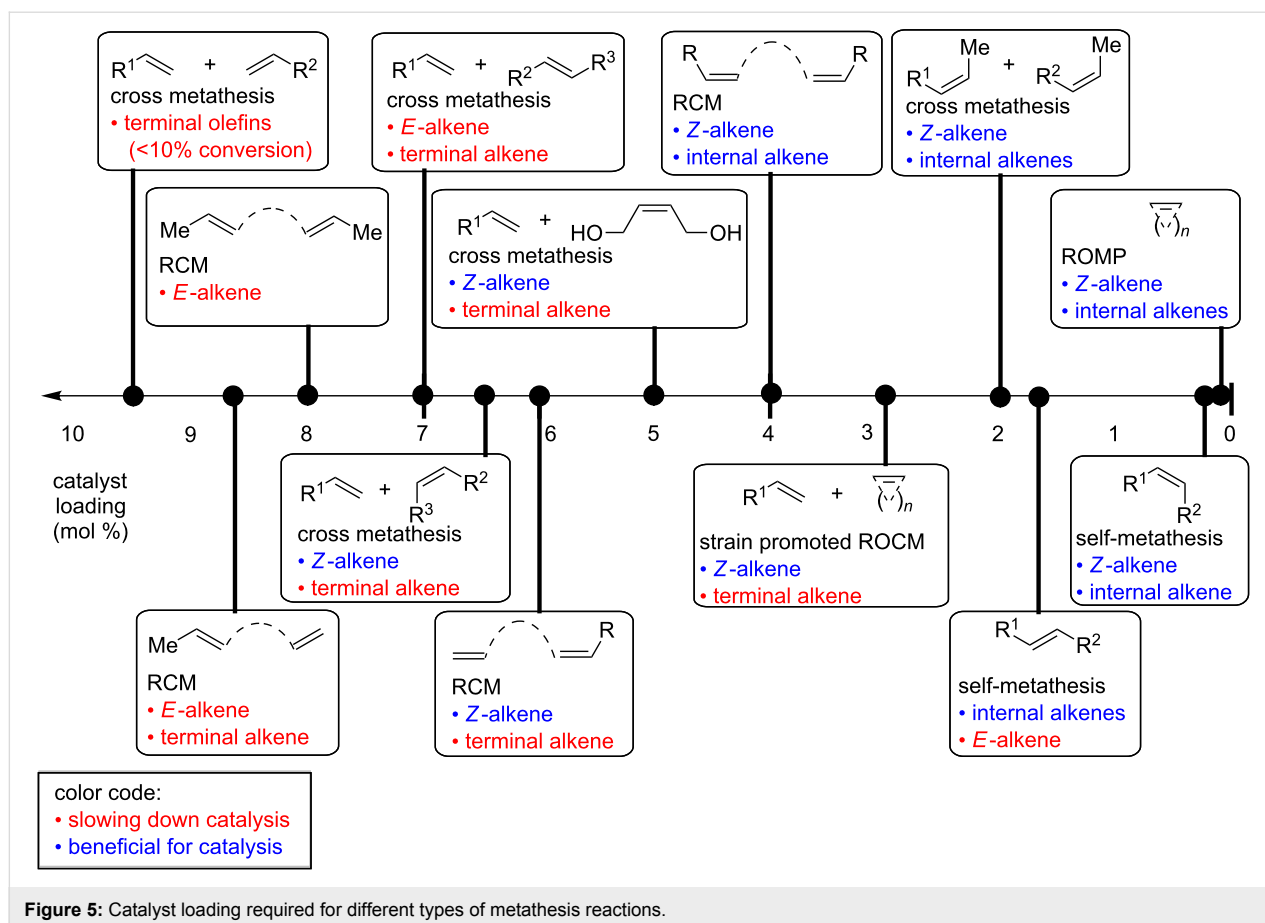 R1 + R2
cross metathesis
• terminal olefins
(<10% conversion)
R1 + R2 R3
cross metathesis
• E-alkene
• terminal alkene
R R
RCM
• Z-alkene
• internal alkene
Me Me
R1 + R2
cross metathesis
• Z-alkene
• internal alkenes
Me Me
RCM
• E-alkene
R1 + HO OH
cross metathesis
• Z-alkene
• terminal alkene
( )n
ROMP
• Z-alkene
• internal alkenes
10 9 8 7 6 5 4 3 2 1 0
catalyst
loading
(mol %)
R1 + R2
R3
cross metathesis
• Z-alkene
• terminal alkene
R1 + ( )n
strain promoted ROCM
• Z-alkene
• terminal alkene
R1
R2
self-metathesis
• Z-alkene
• internal alkene
Me
RCM
• E-alkene
• terminal alkene
R
RCM
• Z-alkene
• terminal alkene
R1 R2
self-metathesis
• internal alkenes
• E-alkene
color code:
• slowing down catalysis
• beneficial for catalysis
Figure 5: Catalyst loading required for different types of metathesis reactions.